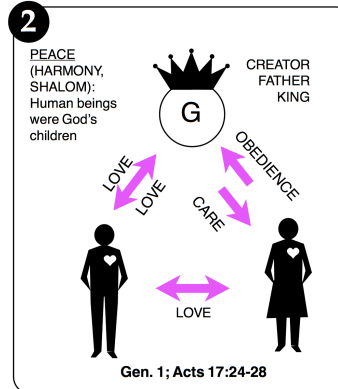 2
PEACE
(HARMONY,
SHALOM):
Human beings
were God's
children
CREATOR
FATHER
KING
G
LOVE
LOVE
OBEDIENCE
CARE
LOVE
Gen. 1; Acts 17:24-28